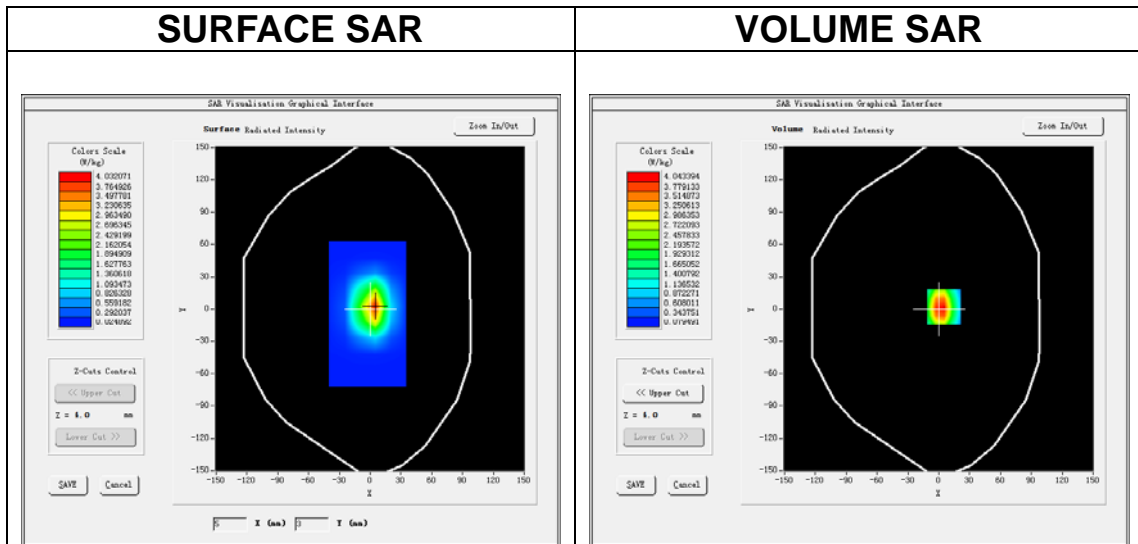 SURFACE SAR
VOLUME SAR
SAR Visualisation Graphical Interface
Surface Radiated Intensity
Zoom In/Out
Colors Scale
(W/kg)
4.032071
3.764926
3.497781
3.230635
2.963490
2.696345
2.429199
2.162054
1.894909
1.627763
1.360618
1.093473
0.826328
0.559182
0.292037
0.024892
Z-Cuts Control
<< Upper Cut
Z = 4.0 mm
Lower Cut >>
SAVE Cancel
150
120
90
60
30
0
-30
-60
-90
-120
-150
Y
-150 -120 -90 -60 -30 0 30 60 90 120 150
X
5 X (mm) 3 Y (mm)
SAR Visualisation Graphical Interface
Volume Radiated Intensity
Zoom In/Out
Colors Scale
(W/kg)
4.043394
3.779133
3.514873
3.250613
2.986353
2.722093
2.457833
2.193572
1.929312
1.665052
1.400792
1.136532
0.872271
0.608011
0.343751
0.079491
Z-Cuts Control
<< Upper Cut
Z = 4.0 mm
Lower Cut >>
SAVE Cancel
150
120
90
60
30
0
-30
-60
-90
-120
-150
Y
-150 -120 -90 -60 -30 0 30 60 90 120 150
X